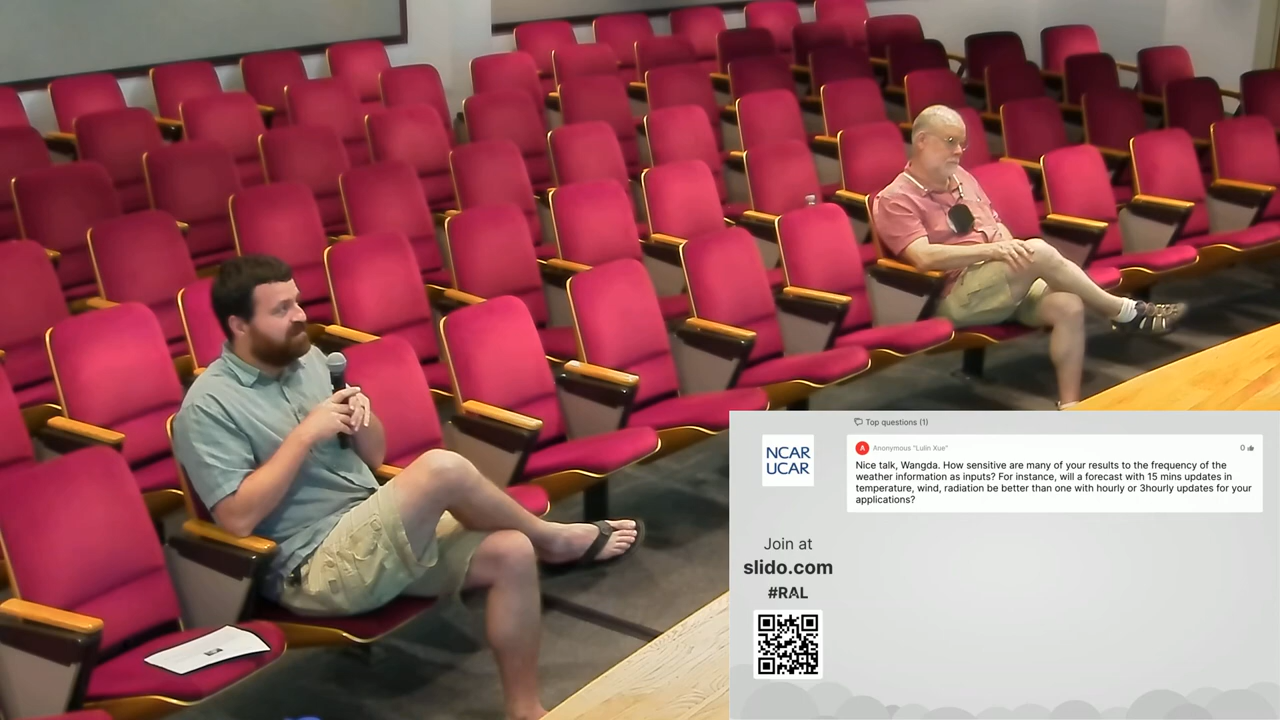 Top questions (1)
NCAR
UCAR
A
Anonymous "Lulin Xue"
0
Nice talk, Wangda. How sensitive are many of your results to the frequency of the
weather information as inputs? For instance, will a forecast with 15 mins updates in
temperature, wind, radiation be better than one with hourly or 3hourly updates for your
applications?
Join at
slido.com
#RAL